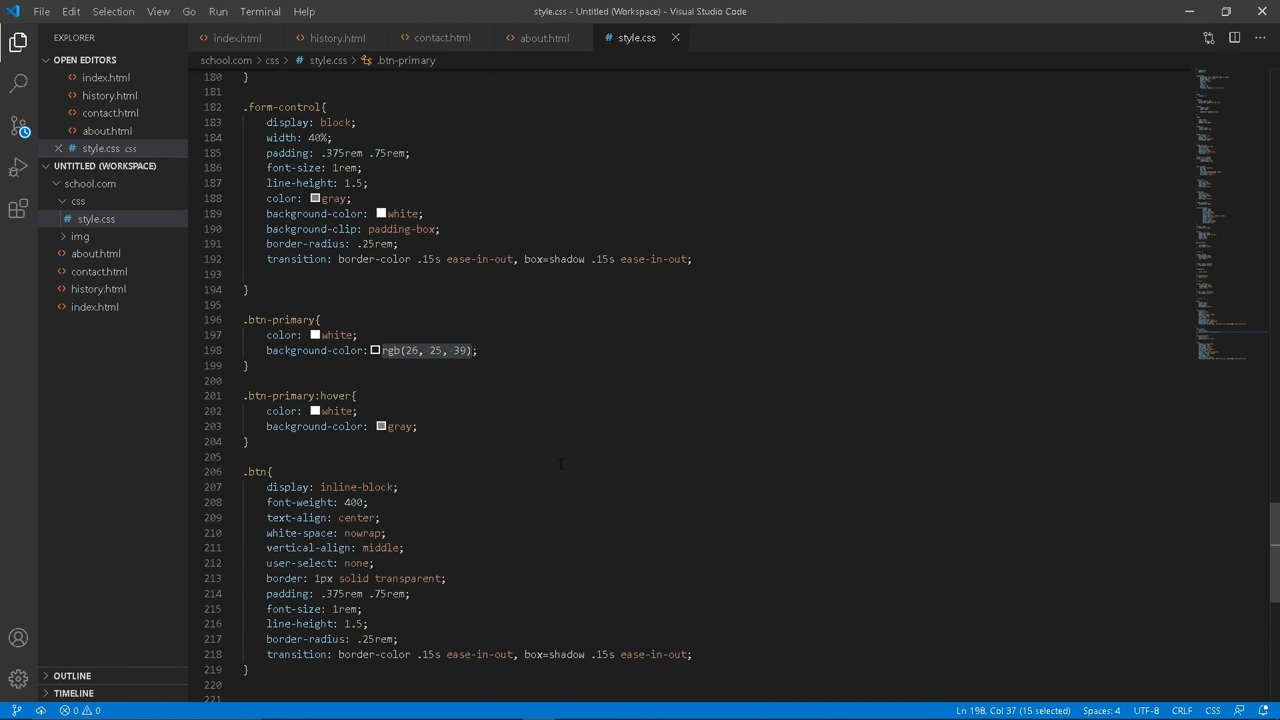 File Edit Selection View Go Run Terminal Help
style.css - Untitled (Workspace) - Visual Studio Code
EXPLORER
OPEN EDITORS
index.html
history.html
contact.html
about.html
style.css css
UNTITLED (WORKSPACE)
school.com
css
style.css
img
about.html
contact.html
history.html
index.html
OUTLINE
TIMELINE
index.html history.html contact.html about.html style.css
school.com > css > style.css > .btn-primary
180 }
181
182 .form-control{
183 display: block;
184 width: 40%;
185 padding: .375rem .75rem;
186 font-size: 1rem;
187 line-height: 1.5;
188 color: gray;
189 background-color: white;
190 background-clip: padding-box;
191 border-radius: .25rem;
192 transition: border-color .15s ease-in-out, box=shadow .15s ease-in-out;
193
194 }
195
196 .btn-primary{
197 color: white;
198 background-color: rgb(26, 25, 39);
199 }
200
201 .btn-primary:hover{
202 color: white;
203 background-color: gray;
204 }
205
206 .btn{
207 display: inline-block;
208 font-weight: 400;
209 text-align: center;
210 white-space: nowrap;
211 vertical-align: middle;
212 user-select: none;
213 border: 1px solid transparent;
214 padding: .375rem .75rem;
215 font-size: 1rem;
216 line-height: 1.5;
217 border-radius: .25rem;
218 transition: border-color .15s ease-in-out, box=shadow .15s ease-in-out;
219 }
220
221
0 0 Ln 198, Col 37 (15 selected) Spaces: 4 UTF-8 CRLF CSS